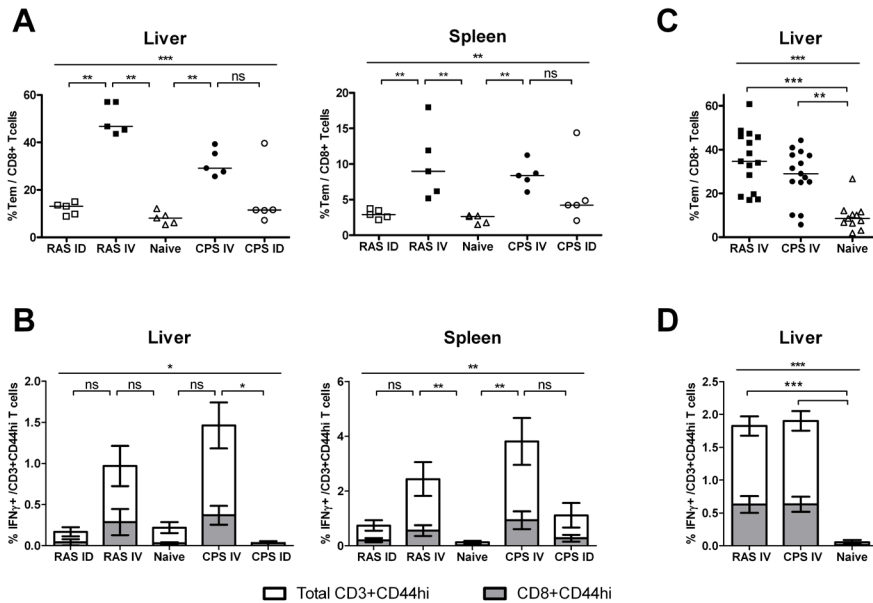 A
Liver
***
** ** ** ns
%Tem / CD8+ Tcells
60
40
20
0
RAS ID RAS IV Naive CPS IV CPS ID
Spleen
**
** ** ** ns
%Tem / CD8+ Tcells
20
15
10
5
0
RAS ID RAS IV Naive CPS IV CPS ID
C
Liver
***
***
**
%Tem / CD8+ Tcells
60
40
20
0
RAS IV CPS IV Naive
B
Liver
*
ns ns ns *
% IFNγ+ /CD3+CD44hi T cells
2.0
1.5
1.0
0.5
0.0
RAS ID RAS IV Naive CPS IV CPS ID
Spleen
**
ns ** ** ns
% IFNγ+ /CD3+CD44hi T cells
6
4
2
0
RAS ID RAS IV Naive CPS IV CPS ID
D
Liver
***
***
% IFNγ+ /CD3+CD44hi T cells
2.5
2.0
1.5
1.0
0.5
0.0
RAS IV CPS IV Naive
Total CD3+CD44hi CD8+CD44hi